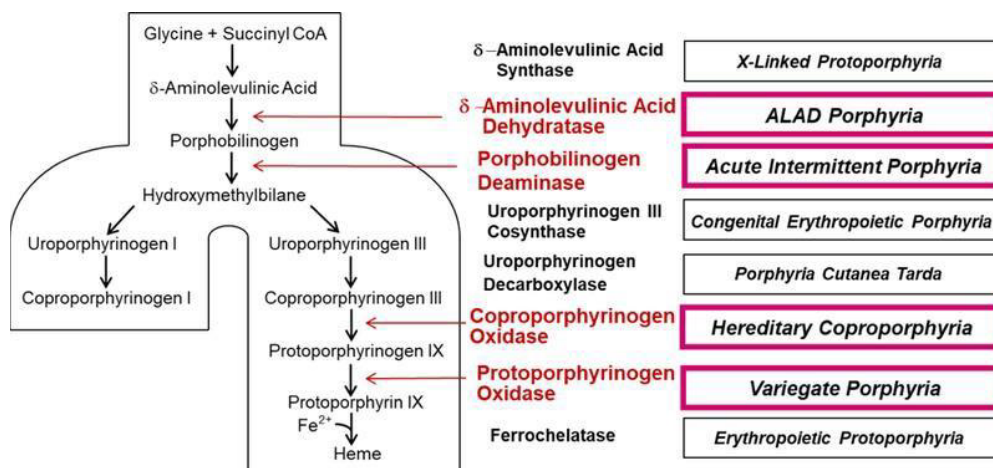 Glycine + Succinyl CoA
δ-Aminolevulinic Acid
Porphobilinogen
Hydroxymethylbilane
Uroporphyrinogen I
Uroporphyrinogen III
Coproporphyrinogen I
Coproporphyrinogen III
Protoporphyrinogen IX
Protoporphyrin IX
Fe2+
Heme
δ–Aminolevulinic Acid
Synthase
X-Linked Protoporphyria
δ–Aminolevulinic Acid
Dehydratase
ALAD Porphyria
Porphobilinogen
Deaminase
Acute Intermittent Porphyria
Uroporphyrinogen III
Cosynthase
Congenital Erythropoietic Porphyria
Uroporphyrinogen
Decarboxylase
Porphyria Cutanea Tarda
Coproporphyrinogen
Oxidase
Hereditary Coproporphyria
Protoporphyrinogen
Oxidase
Variegate Porphyria
Ferrochelatase
Erythropoietic Protoporphyria